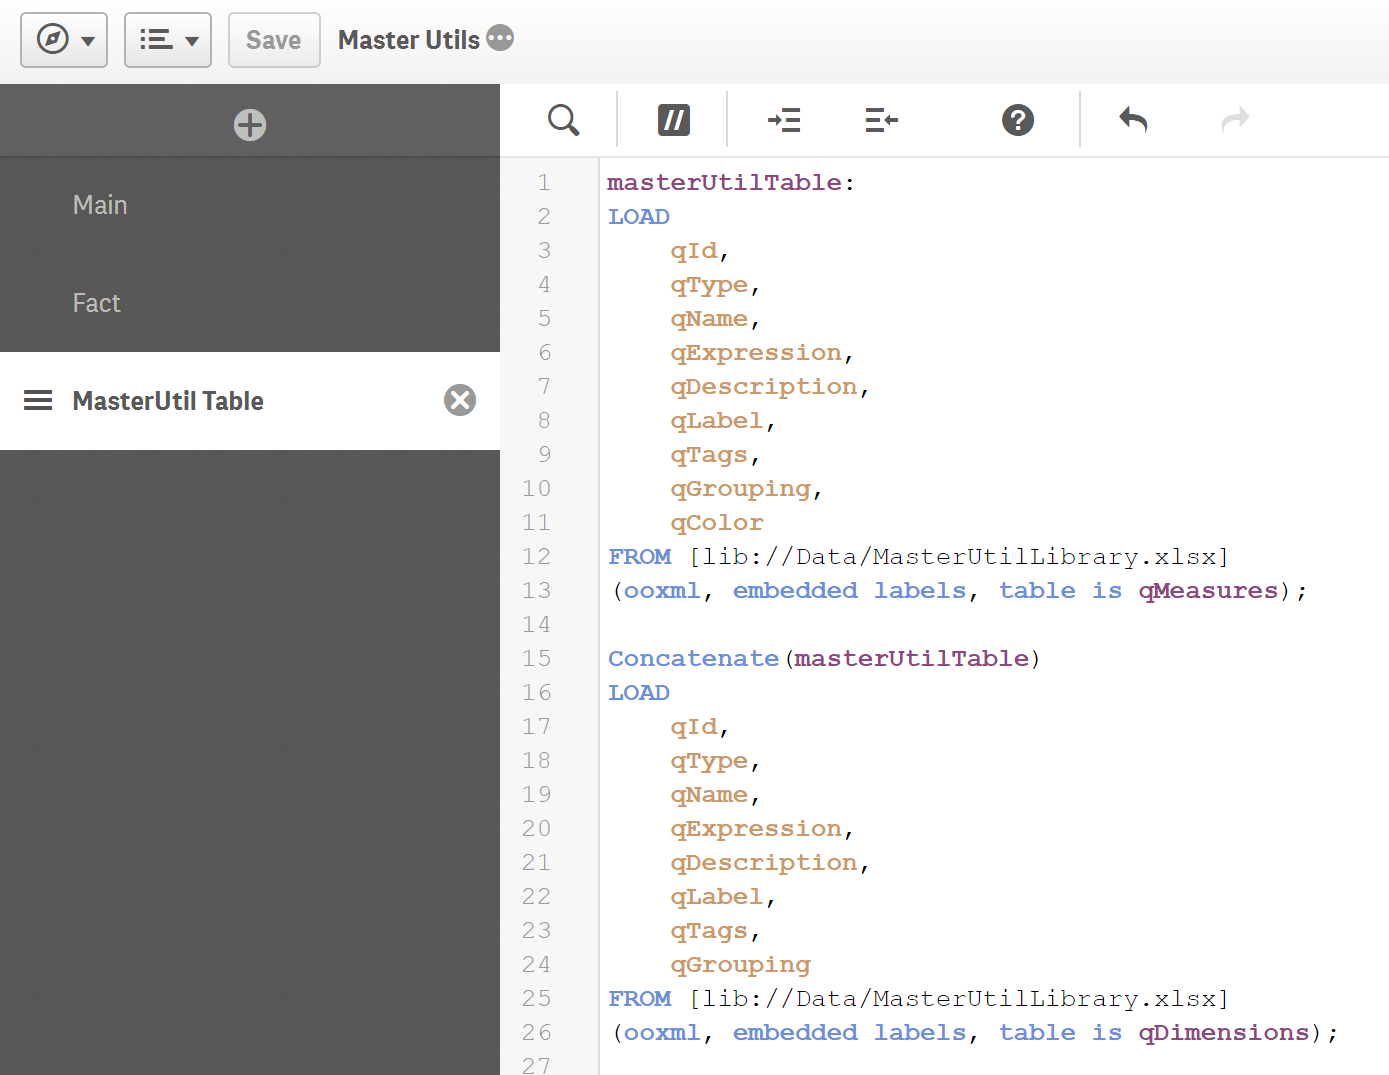 Save
Master Utils
Main
Fact
MasterUtil Table
//
?
1 masterUtilTable:
2 LOAD
3 qId,
4 qType,
5 qName,
6 qExpression,
7 qDescription,
8 qLabel,
9 qTags,
10 qGrouping,
11 qColor
12 FROM [lib://Data/MasterUtilLibrary.xlsx]
13 (ooxml, embedded labels, table is qMeasures);
14
15 Concatenate(masterUtilTable)
16 LOAD
17 qId,
18 qType,
19 qName,
20 qExpression,
21 qDescription,
22 qLabel,
23 qTags,
24 qGrouping
25 FROM [lib://Data/MasterUtilLibrary.xlsx]
26 (ooxml, embedded labels, table is qDimensions);
27